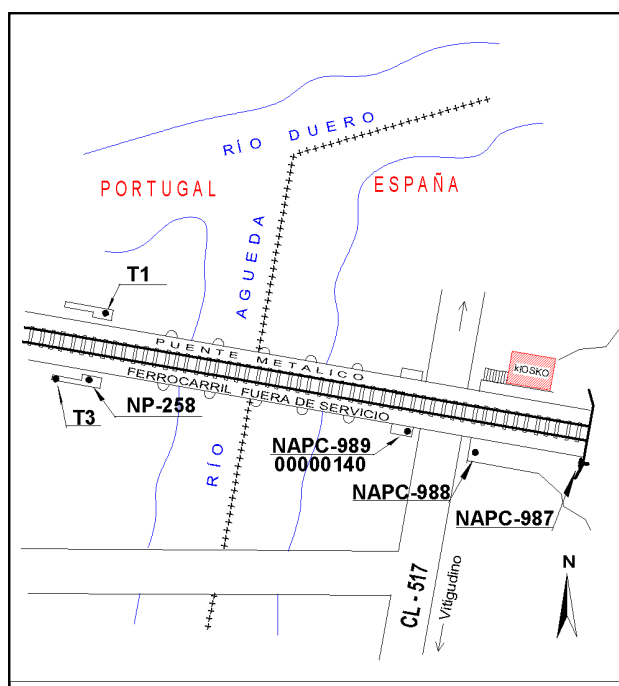 RÍO DUERO
PORTUGAL
ESPAÑA
AGUEDA
T1
PUENTE METALICO
kIOSKO
FERROCARRIL FUERA DE SERVICIO
NP-258
T3
RÍO
NAPC-989
00000140
NAPC-988
NAPC-987
CL - 517
Vitigudino
N